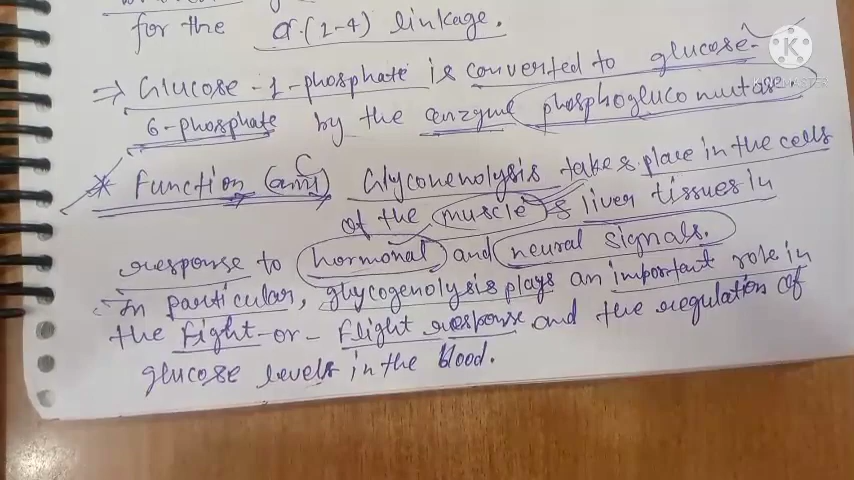 for the α.(1-4) linkage.
⇒ Glucose-1-phosphate is converted to glucose-
6-phosphate by the enzyme phosphogluco mutase.
* Function (aim) Glyconenolysis takes place in the cells
of the muscle & liver tissues in
response to hormonal and neural signals.
In particular, glycogenolysis plays an important role in
the fight-or-flight response and the regulation of
glucose levels in the blood.